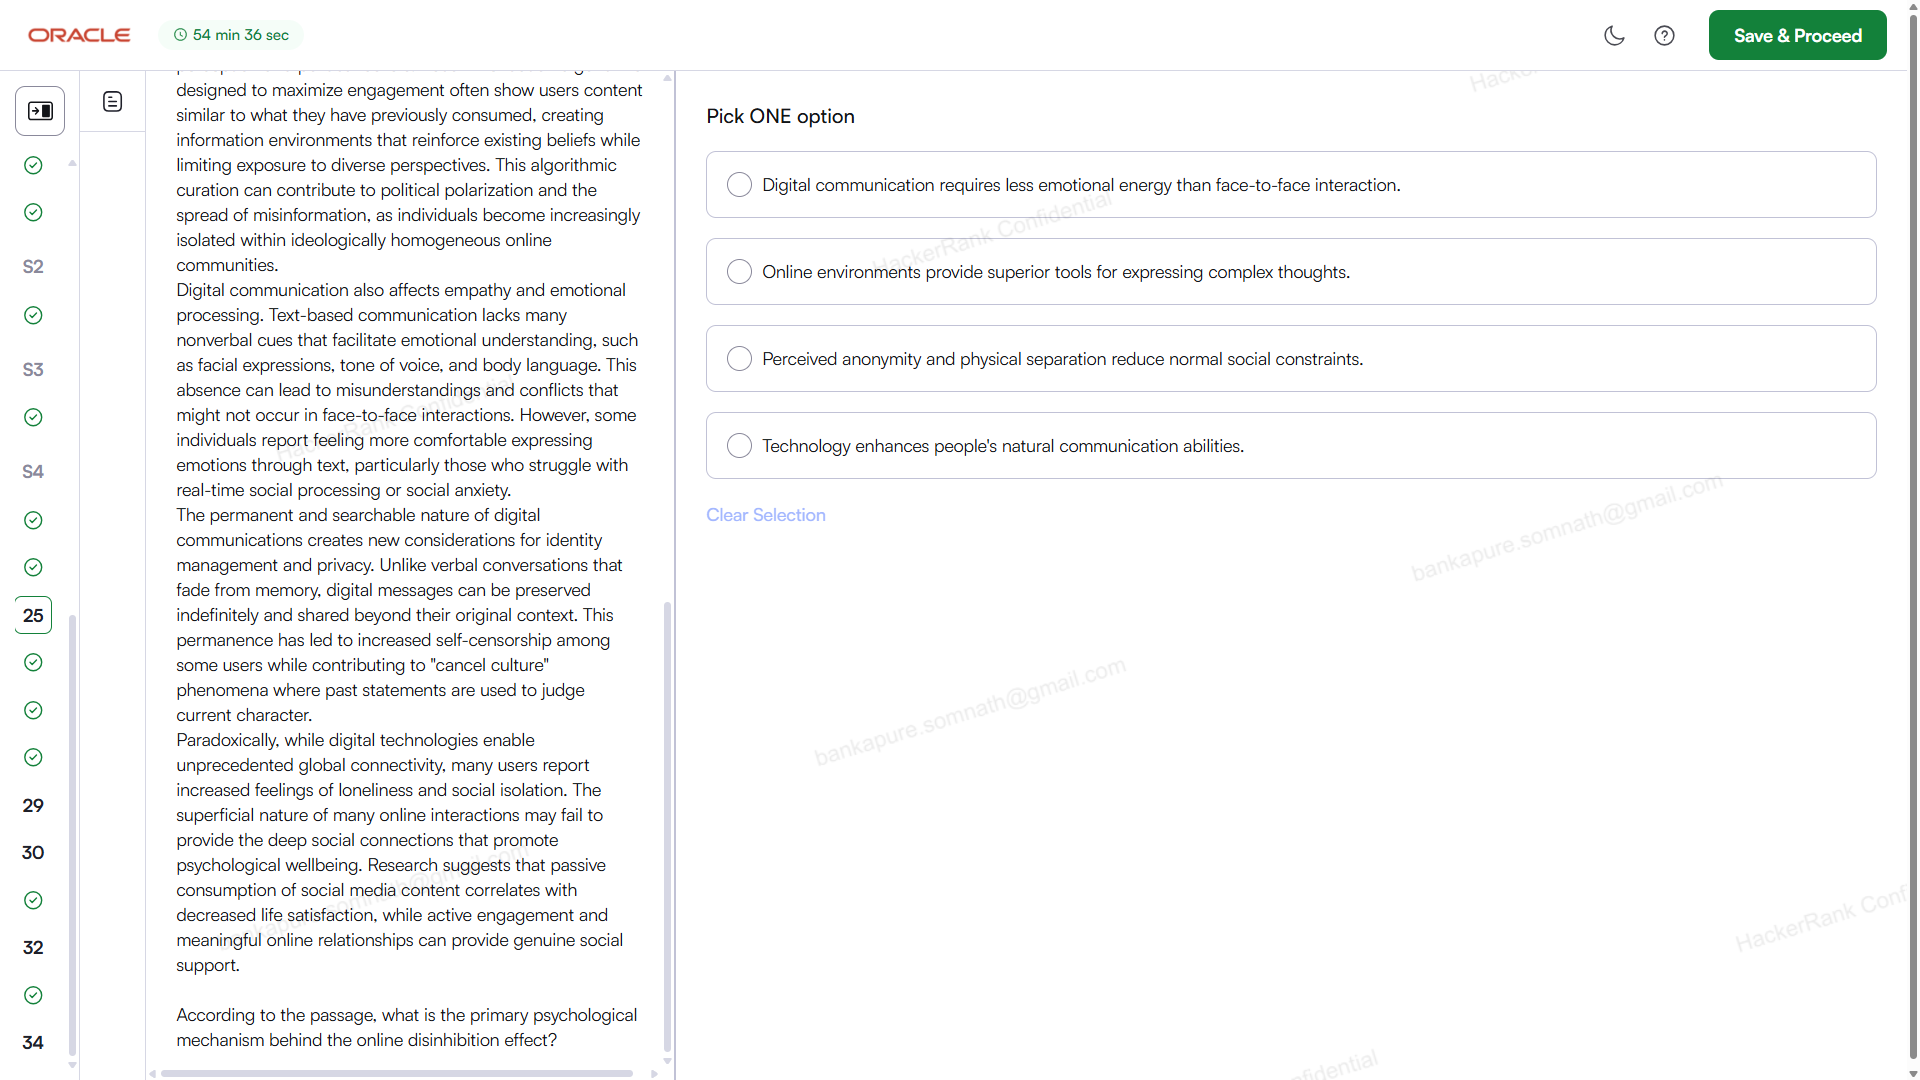 ORACLE
54 min 36 sec
Save & Proceed
S2
S3
S4
25
29
30
32
34
designed to maximize engagement often show users content
similar to what they have previously consumed, creating
information environments that reinforce existing beliefs while
limiting exposure to diverse perspectives. This algorithmic
curation can contribute to political polarization and the
spread of misinformation, as individuals become increasingly
isolated within ideologically homogeneous online
communities.
Digital communication also affects empathy and emotional
processing. Text-based communication lacks many
nonverbal cues that facilitate emotional understanding, such
as facial expressions, tone of voice, and body language. This
absence can lead to misunderstandings and conflicts that
might not occur in face-to-face interactions. However, some
individuals report feeling more comfortable expressing
emotions through text, particularly those who struggle with
real-time social processing or social anxiety.
The permanent and searchable nature of digital
communications creates new considerations for identity
management and privacy. Unlike verbal conversations that
fade from memory, digital messages can be preserved
indefinitely and shared beyond their original context. This
permanence has led to increased self-censorship among
some users while contributing to "cancel culture"
phenomena where past statements are used to judge
current character.
Paradoxically, while digital technologies enable
unprecedented global connectivity, many users report
increased feelings of loneliness and social isolation. The
superficial nature of many online interactions may fail to
provide the deep social connections that promote
psychological wellbeing. Research suggests that passive
consumption of social media content correlates with
decreased life satisfaction, while active engagement and
meaningful online relationships can provide genuine social
support.
According to the passage, what is the primary psychological
mechanism behind the online disinhibition effect?
Pick ONE option
Digital communication requires less emotional energy than face-to-face interaction.
Online environments provide superior tools for expressing complex thoughts.
Perceived anonymity and physical separation reduce normal social constraints.
Technology enhances people's natural communication abilities.
Clear Selection
HackerRank Confidential
bankapure.somnath@gmail.com
bankapure.somnath@gmail.com
HackerRank Conf